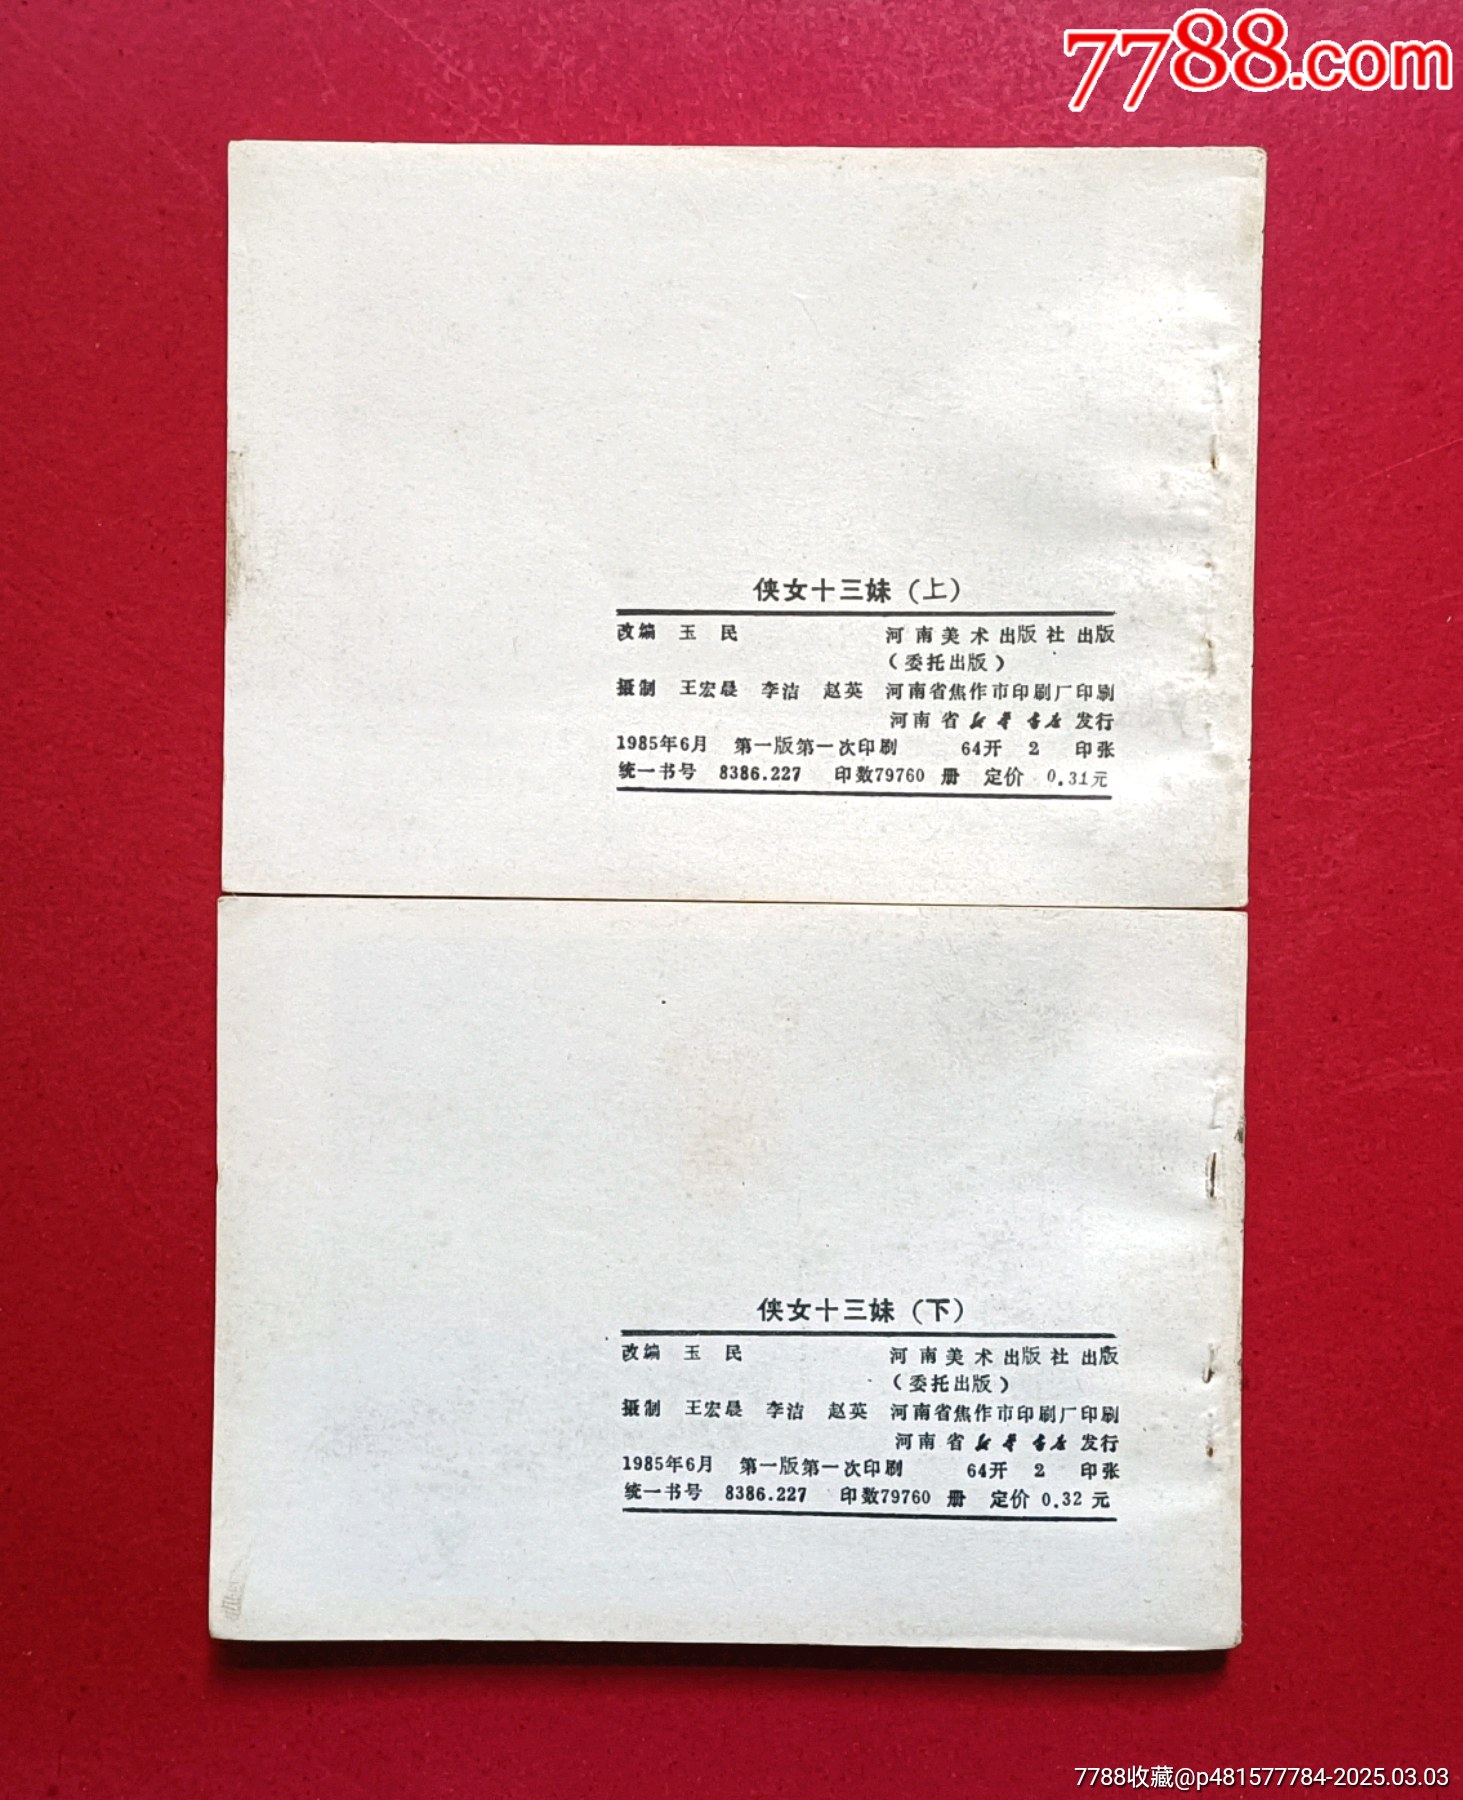 7788.com
侠女十三妹（上）
改编 玉 民 河南美术出版社出版
（委托出版）
摄制 王宏晨 李洁 赵英 河南省焦作市印刷厂印刷
河南省新华书店发行
1985年6月 第一版第一次印刷 64开 2 印张
统一书号 8386.227 印数79760 册 定价 0.31元
侠女十三妹（下）
改编 玉 民 河南美术出版社出版
（委托出版）
摄制 王宏晨 李洁 赵英 河南省焦作市印刷厂印刷
河南省新华书店发行
1985年6月 第一版第一次印刷 64开 2 印张
统一书号 8386.227 印数79760 册 定价 0.32元
7788收藏@p481577784-2025.03.03